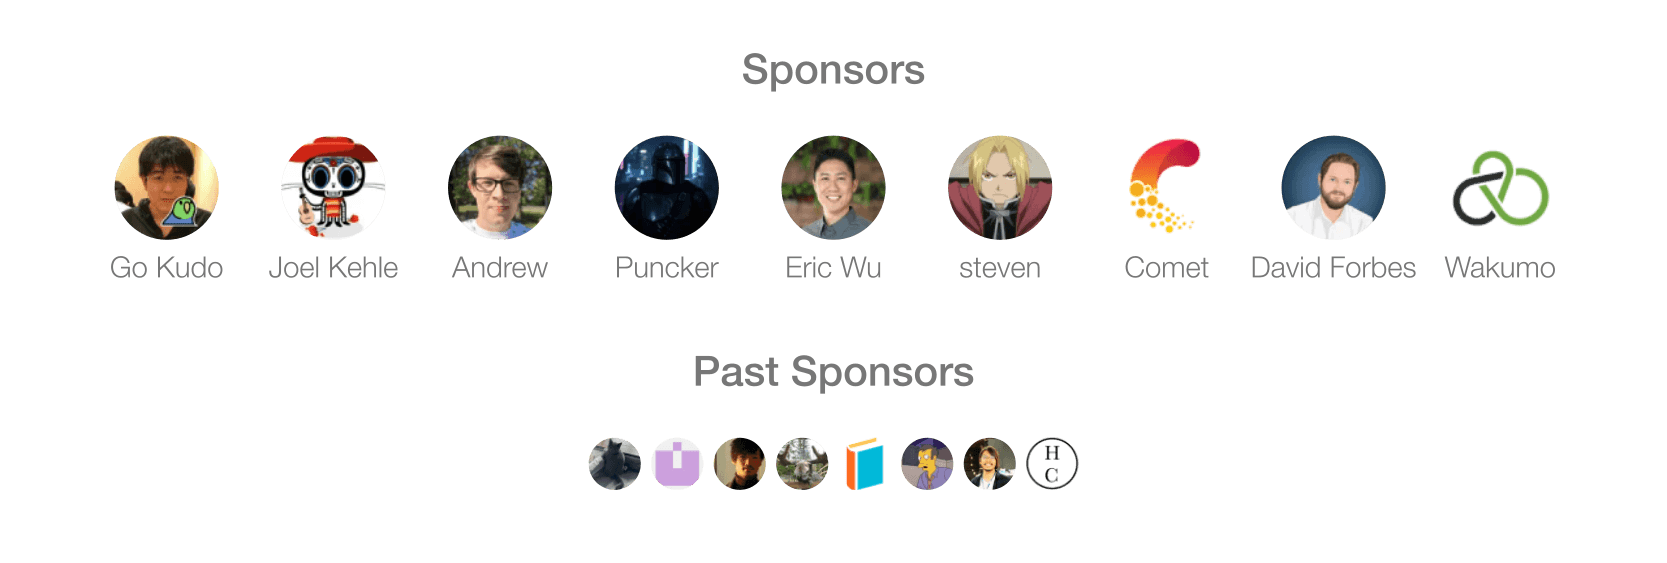 Sponsors
Go Kudo Joel Kehle Andrew Puncker Eric Wu steven Comet David Forbes Wakumo
Past Sponsors
H
C